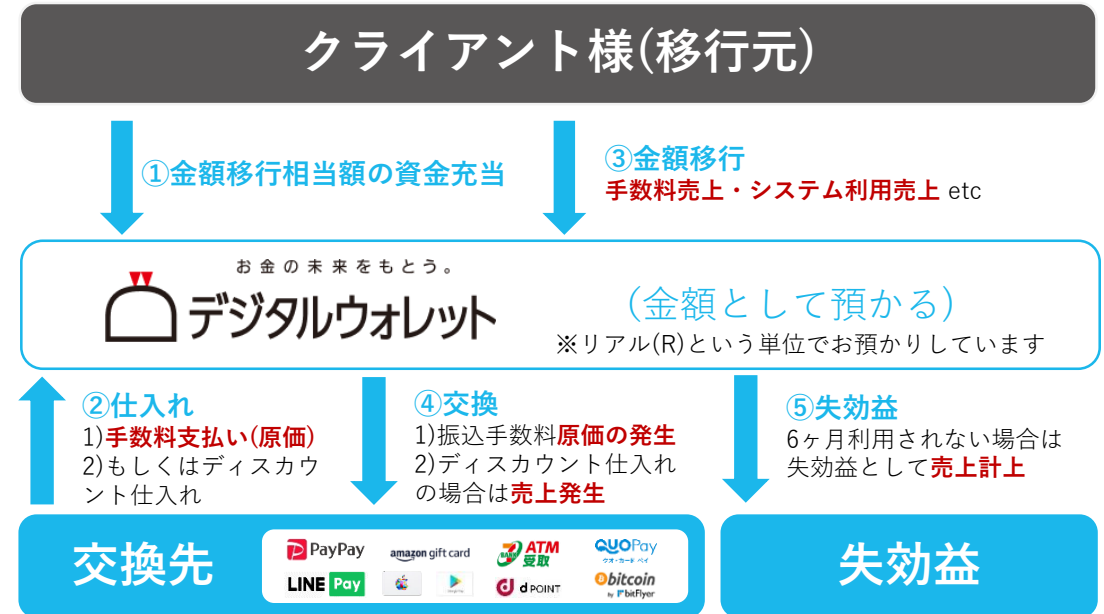 クライアント様(移行元)
①金額移行相当額の資金充当
③金額移行
手数料売上・システム利用売上 etc
お金の未来をもとう。
デジタルウォレット
(金額として預かる)
※リアル(R)という単位でお預かりしています
②仕入れ
1)手数料支払い(原価)
2)もしくはディスカウ
ント仕入れ
④交換
1)振込手数料原価の発生
2)ディスカウント仕入れ
の場合は売上発生
⑤失効益
6ヶ月利用されない場合は
失効益として売上計上
交換先
PayPay
amazon gift card
BANK ATM
受取
QUOPay
クオ・カード ペイ
LINE Pay
d POINT
bitcoin
by bitFlyer
失効益